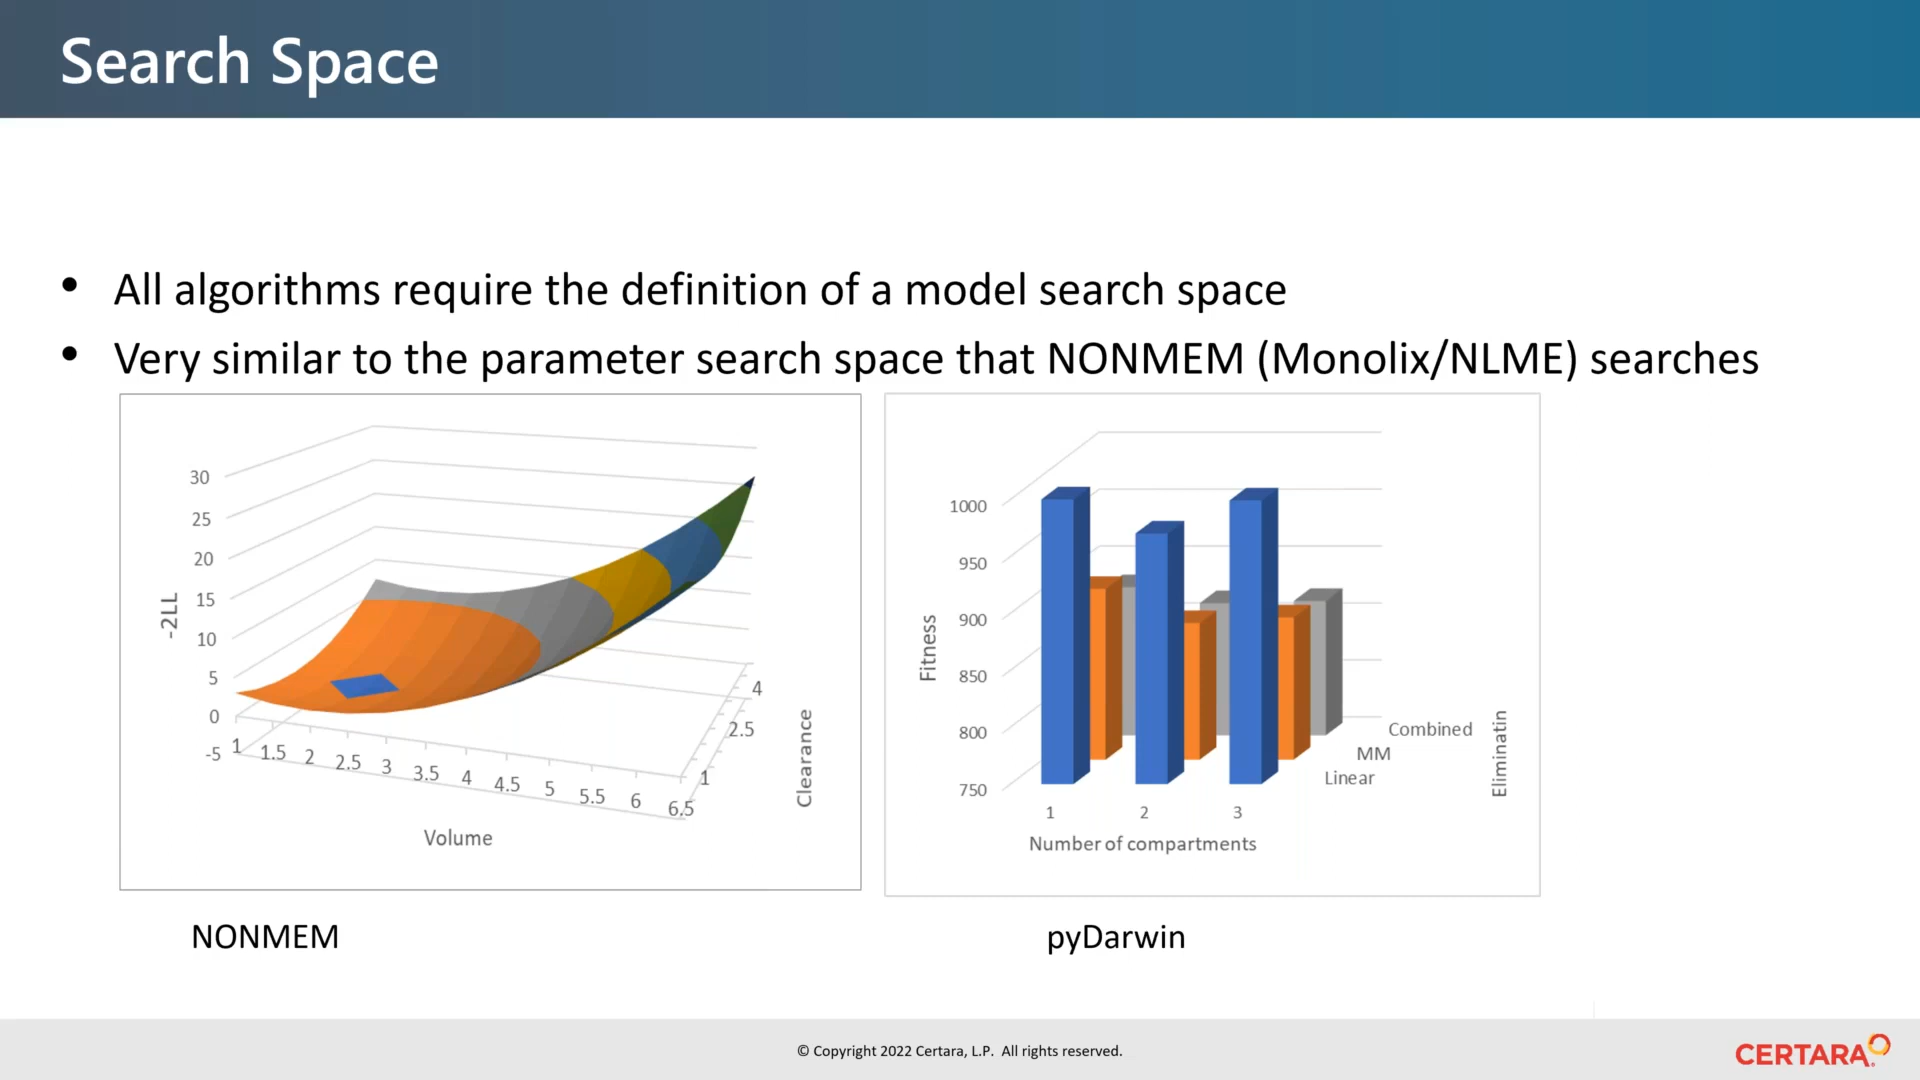 Search Space
• All algorithms require the definition of a model search space
• Very similar to the parameter search space that NONMEM (Monolix/NLME) searches
30
25
20
15
10
5
0
-5
-2LL
1 1.5 2 2.5 3 3.5 4 4.5 5 5.5 6 6.5
Volume
4
2.5
1
Clearance
1000
950
900
850
800
750
Fitness
1 2 3
Number of compartments
Combined
MM
Linear
Eliminatin
NONMEM
pyDarwin
© Copyright 2022 Certara, L.P. All rights reserved.
CERTARA